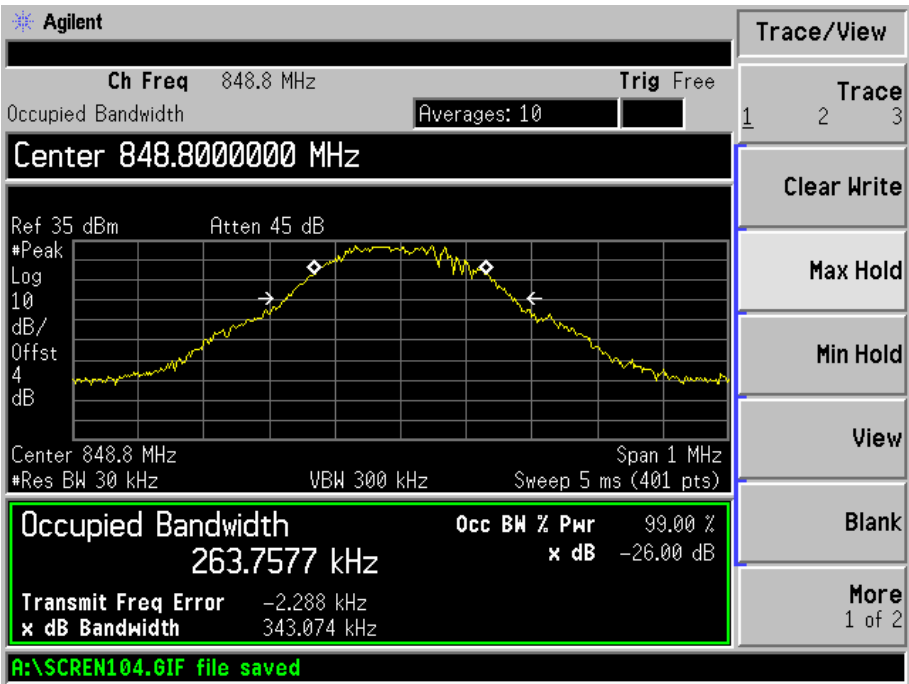 Agilent
Trace/View
Ch Freq 848.8 MHz Trig Free
Occupied Bandwidth Averages: 10
Center 848.8000000 MHz
Ref 35 dBm Atten 45 dB
#Peak
Log
10
dB/
Offst
4
dB
Center 848.8 MHz Span 1 MHz
#Res BW 30 kHz VBW 300 kHz Sweep 5 ms (401 pts)
Occupied Bandwidth
263.7577 kHz
Occ BW % Pwr 99.00 %
x dB -26.00 dB
Transmit Freq Error -2.288 kHz
x dB Bandwidth 343.074 kHz
A:\SCREN104.GIF file saved
Trace
1 2 3
Clear Write
Max Hold
Min Hold
View
Blank
More
1 of 2